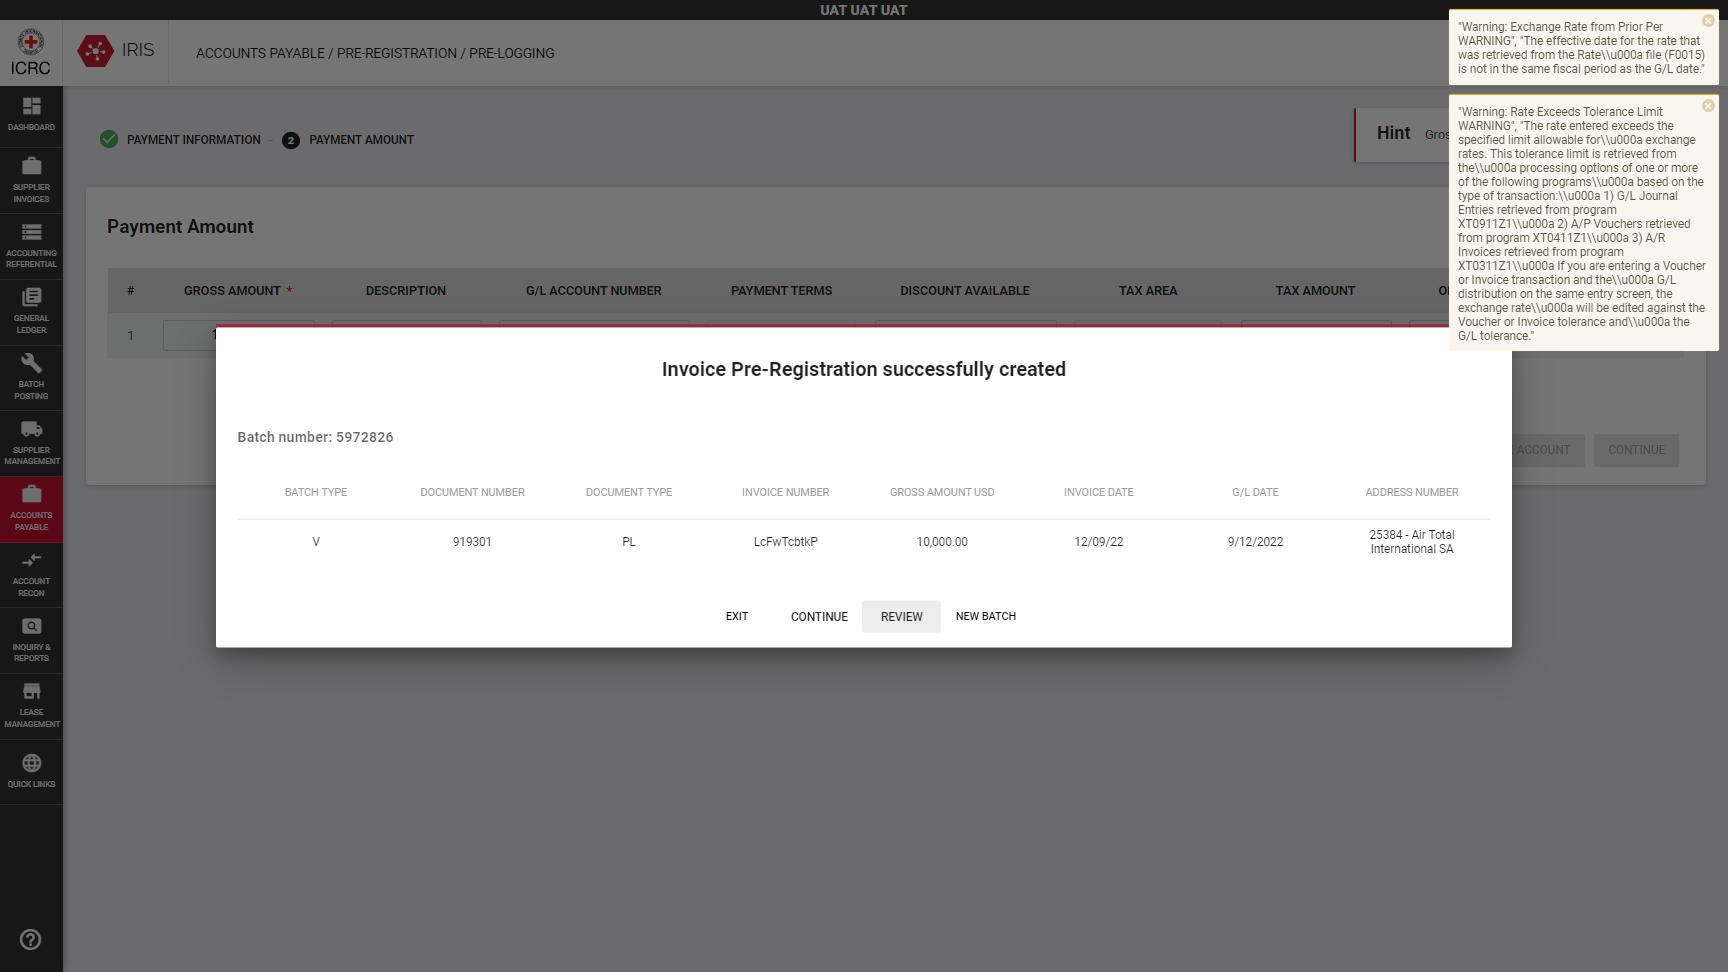 UAT UAT UAT
ICRC
IRIS
ACCOUNTS PAYABLE / PRE-REGISTRATION / PRE-LOGGING
DASHBOARD
SUPPLIER
INVOICES
ACCOUNTING
REFERENTIAL
GENERAL
LEDGER
BATCH
POSTING
SUPPLIER
MANAGEMENT
ACCOUNTS
PAYABLE
ACCOUNT
RECON
INQUIRY &
REPORTS
LEASE
MANAGEMENT
QUICK LINKS
PAYMENT INFORMATION
2 PAYMENT AMOUNT
Hint Gros
Payment Amount
# GROSS AMOUNT * DESCRIPTION G/L ACCOUNT NUMBER PAYMENT TERMS DISCOUNT AVAILABLE TAX AREA TAX AMOUNT
1 1
ACCOUNT CONTINUE
"Warning: Exchange Rate from Prior Per
WARNING", "The effective date for the rate that
was retrieved from the Rate\\u000a file (F0015)
is not in the same fiscal period as the G/L date."
"Warning: Rate Exceeds Tolerance Limit
WARNING", "The rate entered exceeds the
specified limit allowable for\\u000a exchange
rates. This tolerance limit is retrieved from
the\\u000a processing options of one or more
of the following programs\\u000a based on the
type of transaction:\\u000a 1) G/L Journal
Entries retrieved from program
XT0911Z1\\u000a 2) A/P Vouchers retrieved
from program XT0411Z1\\u000a 3) A/R
Invoices retrieved from program
XT0311Z1\\u000a If you are entering a Voucher
or Invoice transaction and the\\u000a G/L
distribution on the same entry screen, the
exchange rate\\u000a will be edited against the
Voucher or Invoice tolerance and\\u000a the
G/L tolerance."
Invoice Pre-Registration successfully created
Batch number: 5972826
BATCH TYPE DOCUMENT NUMBER DOCUMENT TYPE INVOICE NUMBER GROSS AMOUNT USD INVOICE DATE G/L DATE ADDRESS NUMBER
V 919301 PL LcFwTcbtkP 10,000.00 12/09/22 9/12/2022 25384 - Air Total
International SA
EXIT CONTINUE REVIEW NEW BATCH